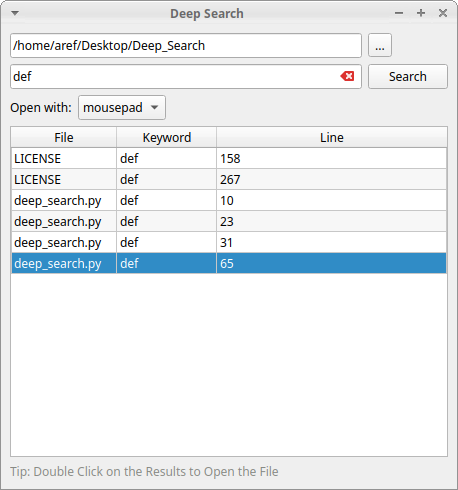 Deep Search
/home/aref/Desktop/Deep_Search ...
def Search
Open with: mousepad
File Keyword Line
LICENSE def 158
LICENSE def 267
deep_search.py def 10
deep_search.py def 23
deep_search.py def 31
deep_search.py def 65
Tip: Double Click on the Results to Open the File